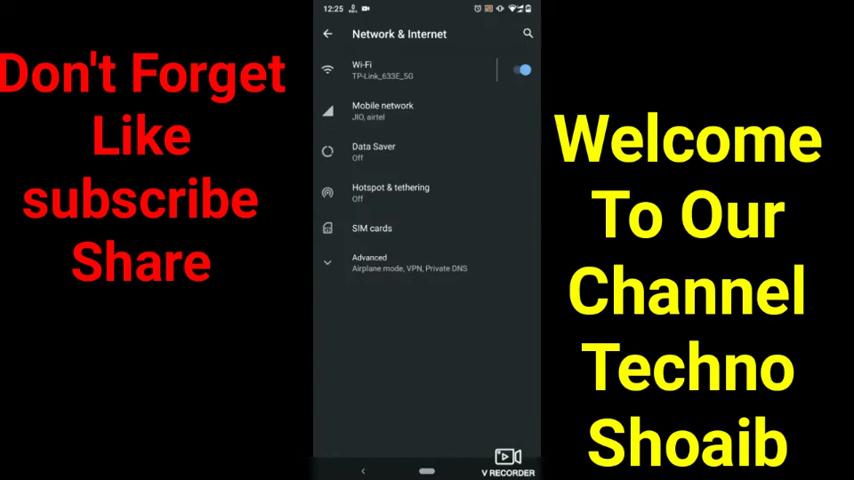 Don't Forget
Like
subscribe
Share
12:25
Network & Internet
Wi-Fi
TP-Link_633E_5G
Mobile network
JIO, airtel
Data Saver
Off
Hotspot & tethering
Off
SIM cards
Advanced
Airplane mode, VPN, Private DNS
V RECORDER
Welcome
To Our
Channel
Techno
Shoaib